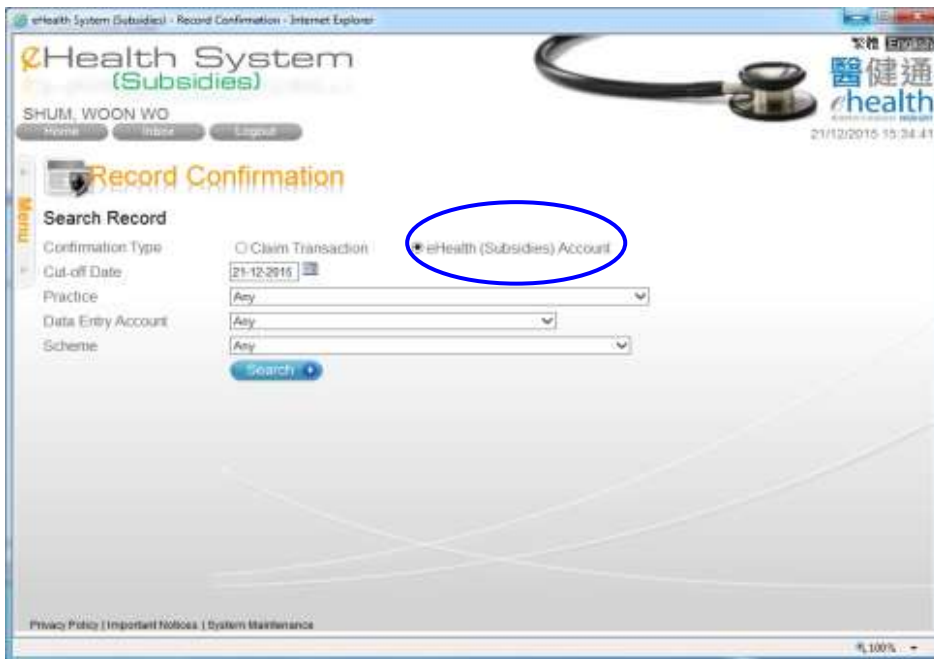 eHealth System (Subsidies) - Record Confirmation - Internet Explorer
eHealth System
(Subsidies)
繁體 English
醫健通
ehealth
SHUM, WOON WO
Home Inbox Logout
21/12/2015 15:34:41
Record Confirmation
Menu
Search Record
Confirmation Type Claim Transaction eHealth (Subsidies) Account
Cut-off Date 21-12-2015
Practice Any
Data Entry Account Any
Scheme Any
Search
Privacy Policy | Important Notices | System Maintenance
100%